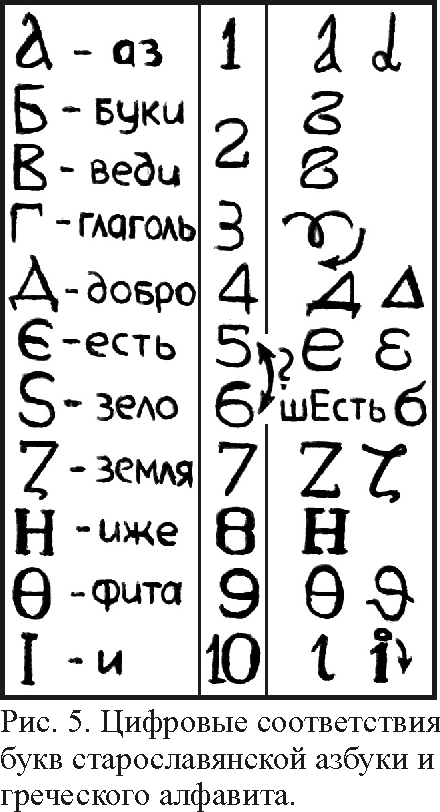 А - аз 1 λ α
Б - буки
2
В - веди
Г - глаголь 3
Д - добро 4 Д Δ
Є - есть 5 ? е ε
Ѕ - зело 6 шЕсть б
Ζ - земля 7 Z ζ
Н - иже 8 Н
Ѳ - фита 9 θ ϑ
І - и 10 ι i
Рис. 5. Цифровые соответствия
букв старославянской азбуки и
греческого алфавита.